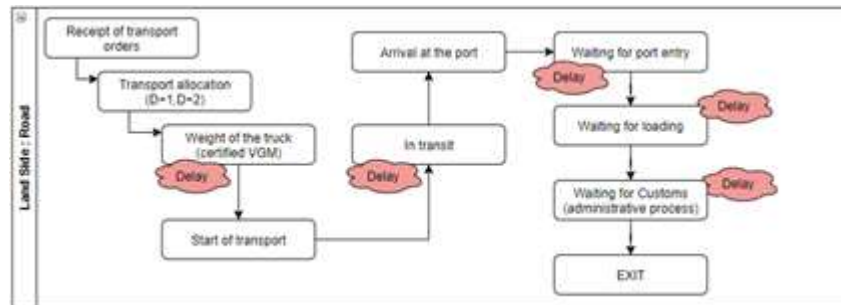 Land Side : Road
Receipt of transport
orders
Transport allocation
(D=1,D=2)
Weight of the truck
(certified VGM)
Delay
Start of transport
In transit
Delay
Arrival at the port
Waiting for port entry
Delay
Waiting for loading
Delay
Waiting for Customs
(administrative process)
Delay
EXIT